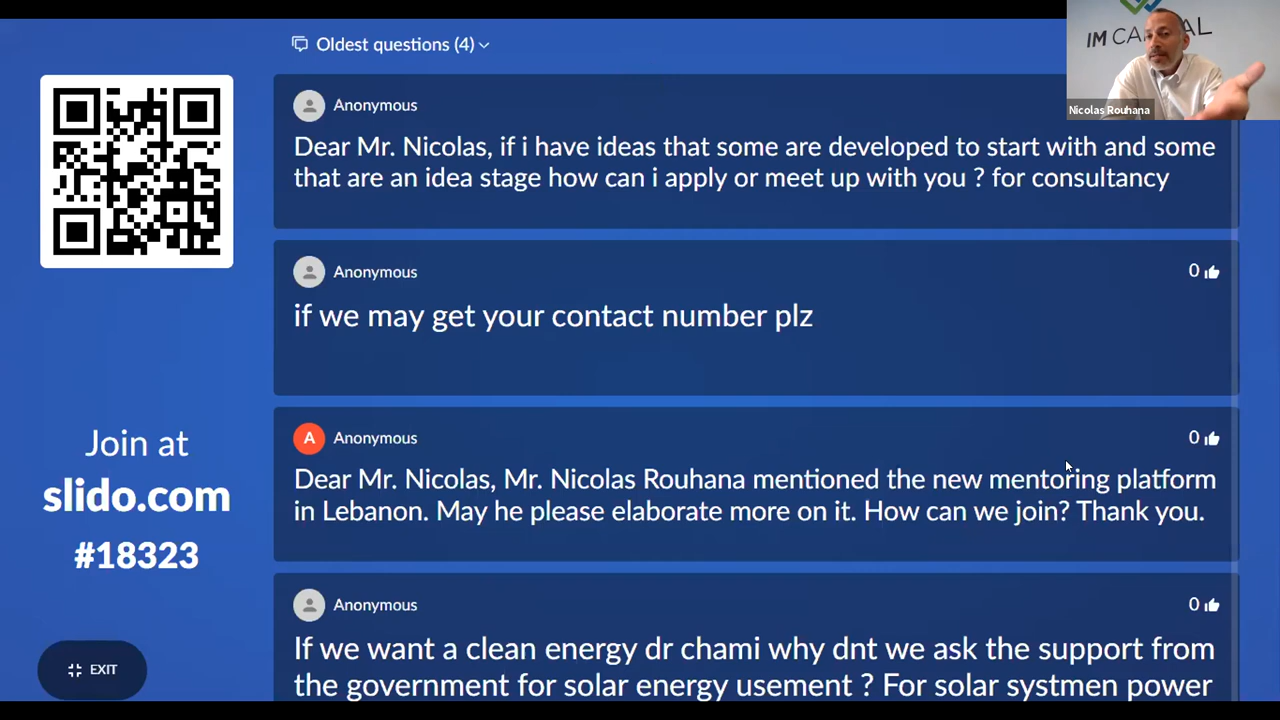 Oldest questions (4)
IM CAPITAL
Nicolas Rouhana
Anonymous
Dear Mr. Nicolas, if i have ideas that some are developed to start with and some
that are an idea stage how can i apply or meet up with you ? for consultancy
Anonymous
0
if we may get your contact number plz
A
Anonymous
0
Dear Mr. Nicolas, Mr. Nicolas Rouhana mentioned the new mentoring platform
in Lebanon. May he please elaborate more on it. How can we join? Thank you.
Anonymous
0
If we want a clean energy dr chami why dnt we ask the support from
the government for solar energy usement ? For solar systmen power
Join at
slido.com
#18323
EXIT